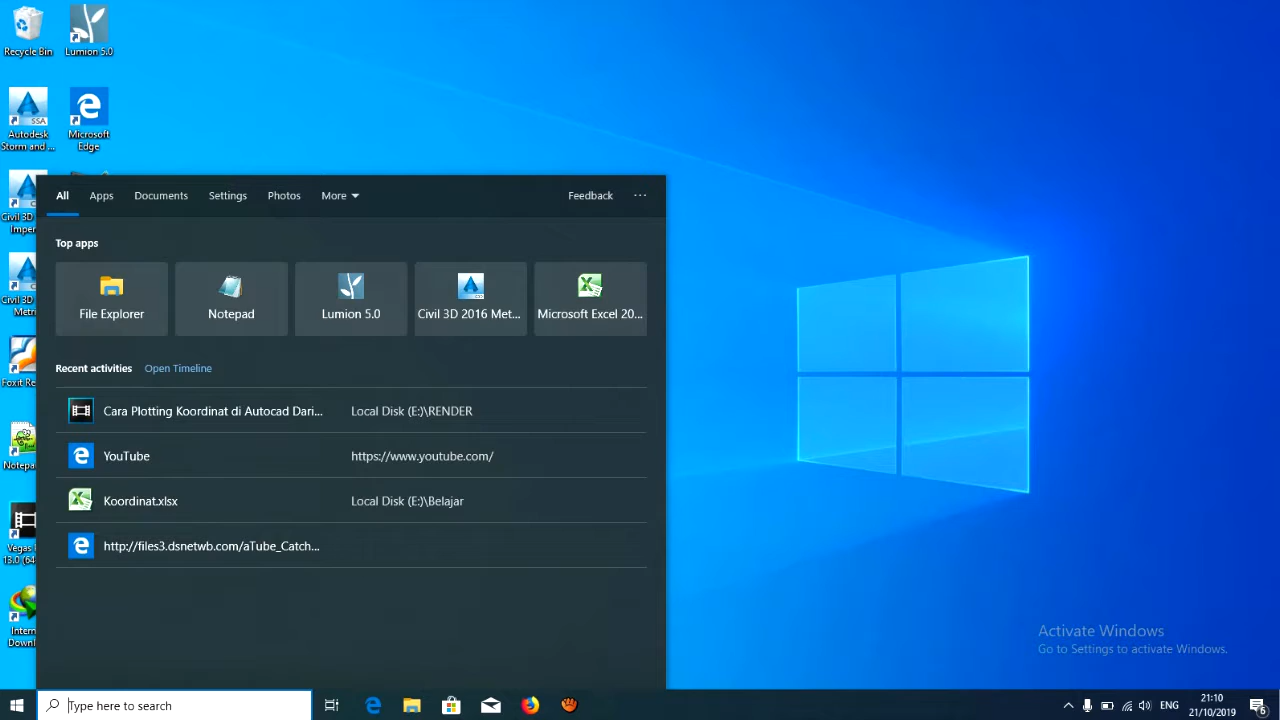 Recycle Bin
Lumion 5.0
Autodesk
Storm and ...
Microsoft
Edge
All Apps Documents Settings Photos More Feedback ...
Top apps
File Explorer
Notepad
Lumion 5.0
Civil 3D 2016 Met...
Microsoft Excel 20...
Recent activities Open Timeline
Cara Plotting Koordinat di Autocad Dari... Local Disk (E:)\RENDER
YouTube https://www.youtube.com/
Koordinat.xlsx Local Disk (E:)\Belajar
http://files3.dsnetwb.com/aTube_Catch...
Civil 3D
Imper
Civil 3D
Metri
Foxit Re
Notep
Vegas
13.0 (64
Intern
Downl
Activate Windows
Go to Settings to activate Windows.
Type here to search
ENG
21:10
21/10/2019